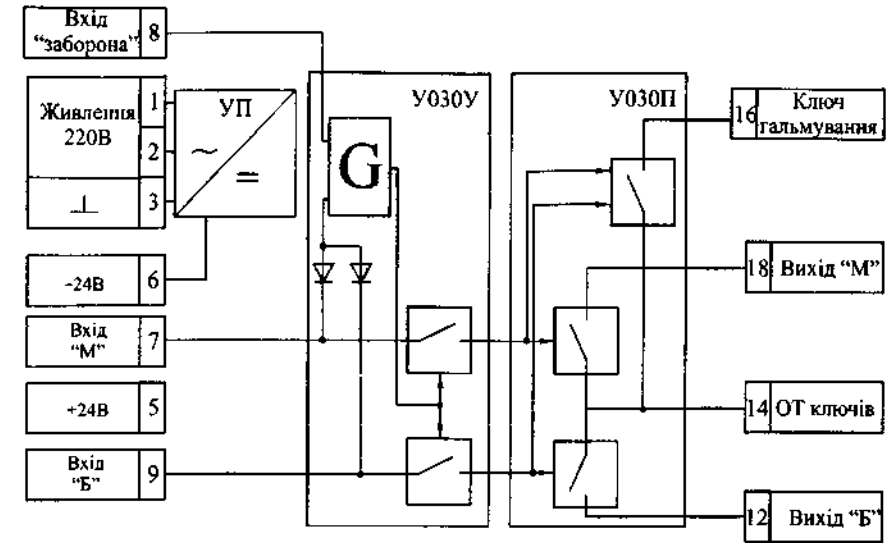 Вхід
“заборона”
8
Живлення
220В
1
2
3
УП
~
=
-24В
6
Вхід
“М”
7
+24В
5
Вхід
“Б”
9
У030У
G
У030П
16
Ключ
гальмування
18
Вихід “М”
14
ОТ ключів
12
Вихід “Б”